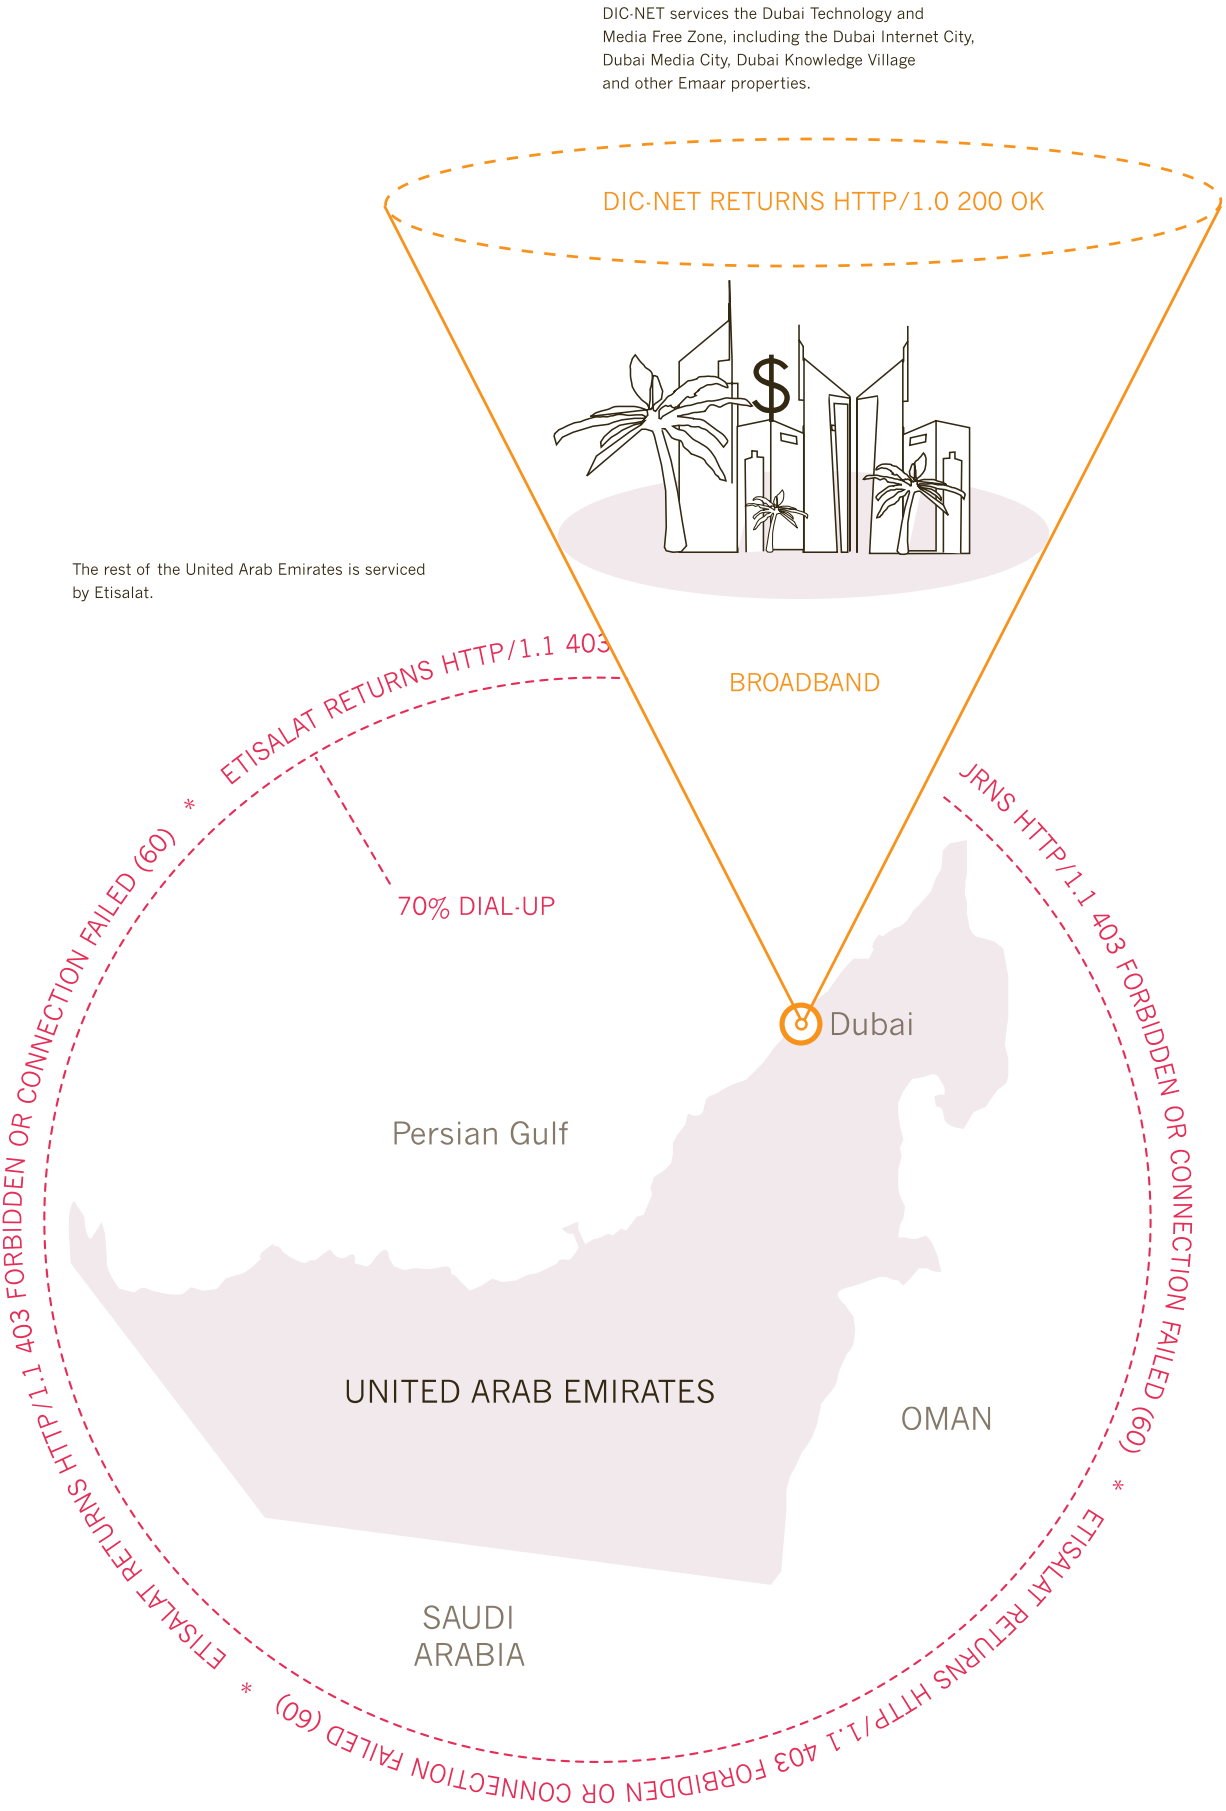 DIC-NET services the Dubai Technology and
Media Free Zone, including the Dubai Internet City,
Dubai Media City, Dubai Knowledge Village
and other Emaar properties.
DIC-NET RETURNS HTTP/1.0 200 OK
$
The rest of the United Arab Emirates is serviced
by Etisalat.
BROADBAND
ETISALAT RETURNS HTTP/1.1 403
JRNS HTTP/1.1 403 FORBIDDEN OR CONNECTION FAILED (60) *
ETISALAT RETURNS HTTP/1.1 403 FORBIDDEN OR CONNECTION FAILED (60) *
ETISALAT RETURNS HTTP/1.1 403 FORBIDDEN OR CONNECTION FAILED (60) *
70% DIAL-UP
Dubai
Persian Gulf
UNITED ARAB EMIRATES
OMAN
SAUDI
ARABIA